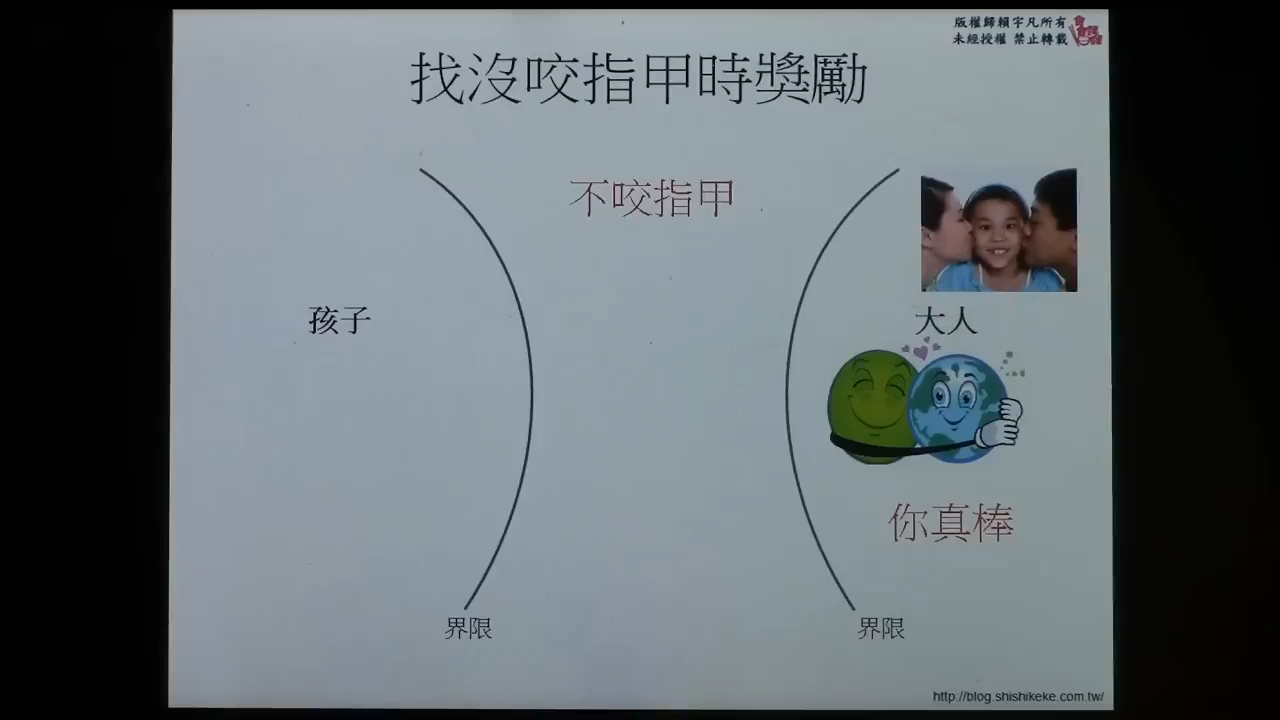 版權歸賴宇凡所有
未經授權 禁止轉載
找沒咬指甲時獎勵
不咬指甲
孩子
大人
你真棒
界限
界限
http://blog.shishikeke.com.tw/